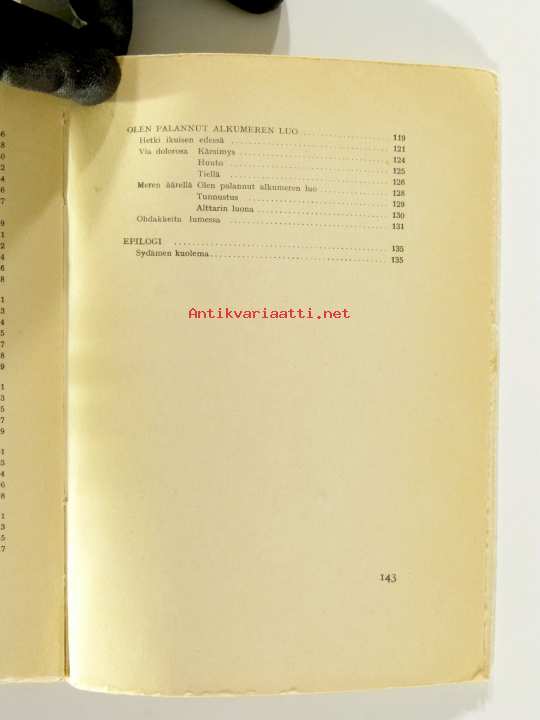 OLEN PALANNUT ALKUMEREN LUO ........ 119
Hetki ikuisen edessä ........ 121
Via dolorosa Kärsimys ........ 124
Huuto ........ 125
Tiellä ........ 126
Meren äärellä Olen palannut alkumeren luo ........ 128
Tunnustus ........ 129
Alttarin luona ........ 130
Ohdakkeita lumessa ........ 131
EPILOGI ........ 135
Sydämen kuolema ........ 135
Antikvariaatti.net
143